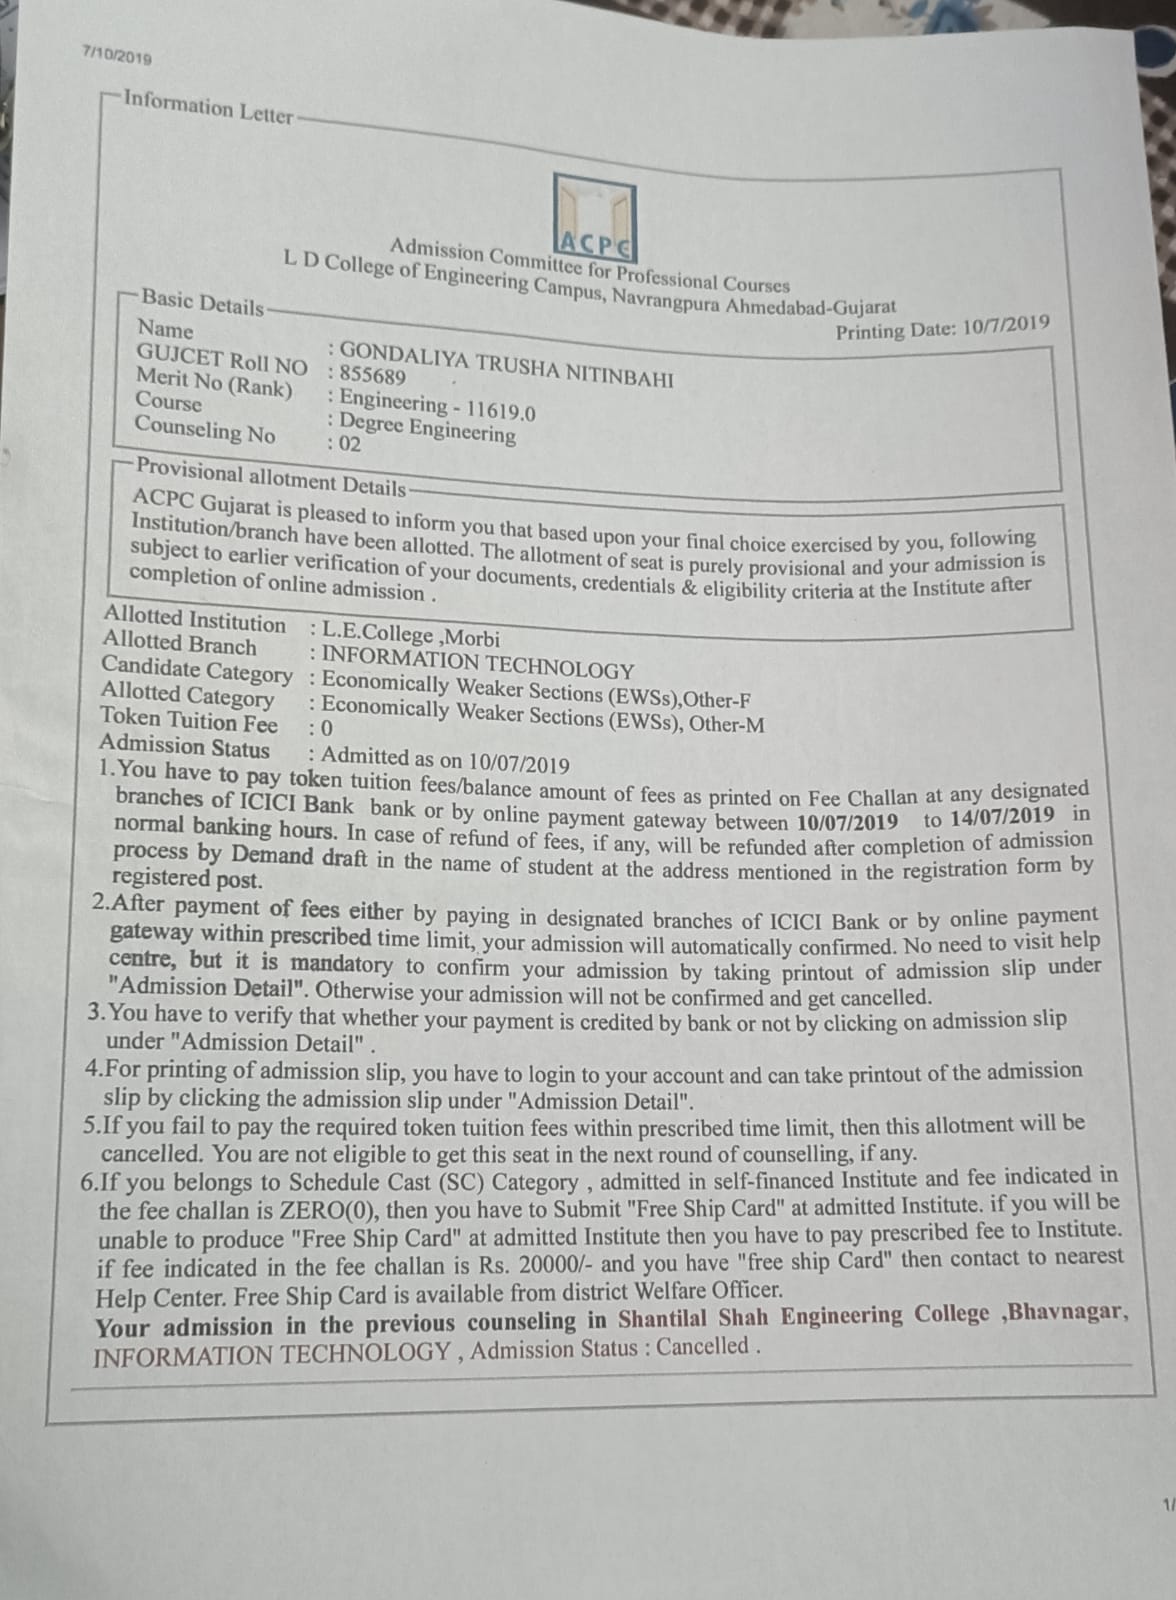 7/10/2019
Information Letter
ACPC
Admission Committee for Professional Courses
L D College of Engineering Campus, Navrangpura Ahmedabad-Gujarat
Printing Date: 10/7/2019
Basic Details
Name : GONDALIYA TRUSHA NITINBAHI
GUJCET Roll NO : 855689
Merit No (Rank) : Engineering - 11619.0
Course : Degree Engineering
Counseling No : 02
Provisional allotment Details
ACPC Gujarat is pleased to inform you that based upon your final choice exercised by you, following
Institution/branch have been allotted. The allotment of seat is purely provisional and your admission is
subject to earlier verification of your documents, credentials & eligibility criteria at the Institute after
completion of online admission .
Allotted Institution : L.E.College ,Morbi
Allotted Branch : INFORMATION TECHNOLOGY
Candidate Category : Economically Weaker Sections (EWSs),Other-F
Allotted Category : Economically Weaker Sections (EWSs), Other-M
Token Tuition Fee : 0
Admission Status : Admitted as on 10/07/2019
1.You have to pay token tuition fees/balance amount of fees as printed on Fee Challan at any designated
branches of ICICI Bank bank or by online payment gateway between 10/07/2019 to 14/07/2019 in
normal banking hours. In case of refund of fees, if any, will be refunded after completion of admission
process by Demand draft in the name of student at the address mentioned in the registration form by
registered post.
2.After payment of fees either by paying in designated branches of ICICI Bank or by online payment
gateway within prescribed time limit, your admission will automatically confirmed. No need to visit help
centre, but it is mandatory to confirm your admission by taking printout of admission slip under
"Admission Detail". Otherwise your admission will not be confirmed and get cancelled.
3.You have to verify that whether your payment is credited by bank or not by clicking on admission slip
under "Admission Detail" .
4.For printing of admission slip, you have to login to your account and can take printout of the admission
slip by clicking the admission slip under "Admission Detail".
5.If you fail to pay the required token tuition fees within prescribed time limit, then this allotment will be
cancelled. You are not eligible to get this seat in the next round of counselling, if any.
6.If you belongs to Schedule Cast (SC) Category , admitted in self-financed Institute and fee indicated in
the fee challan is ZERO(0), then you have to Submit "Free Ship Card" at admitted Institute. if you will be
unable to produce "Free Ship Card" at admitted Institute then you have to pay prescribed fee to Institute.
if fee indicated in the fee challan is Rs. 20000/- and you have "free ship Card" then contact to nearest
Help Center. Free Ship Card is available from district Welfare Officer.
Your admission in the previous counseling in Shantilal Shah Engineering College ,Bhavnagar,
INFORMATION TECHNOLOGY , Admission Status : Cancelled .
1/